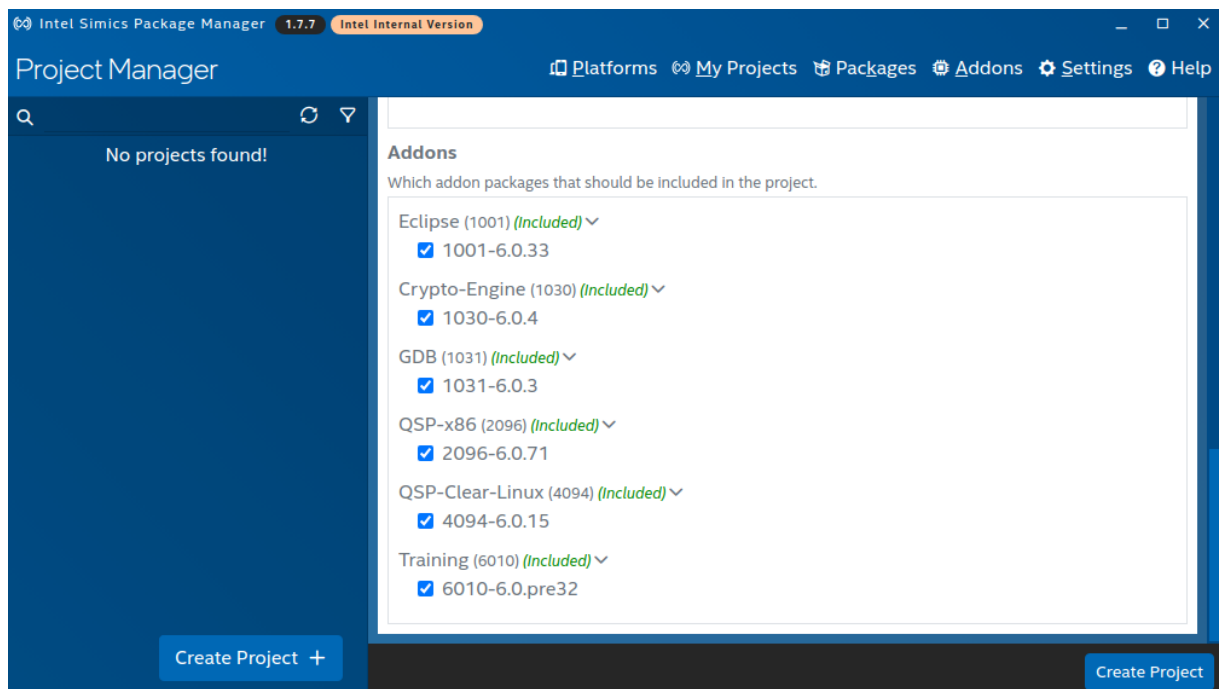 Intel Simics Package Manager 1.7.7 Intel Internal Version
Project Manager
Platforms My Projects Packages Addons Settings Help
No projects found!
Addons
Which addon packages that should be included in the project.
Eclipse (1001) (Included)
1001-6.0.33
Crypto-Engine (1030) (Included)
1030-6.0.4
GDB (1031) (Included)
1031-6.0.3
QSP-x86 (2096) (Included)
2096-6.0.71
QSP-Clear-Linux (4094) (Included)
4094-6.0.15
Training (6010) (Included)
6010-6.0.pre32
Create Project +
Create Project